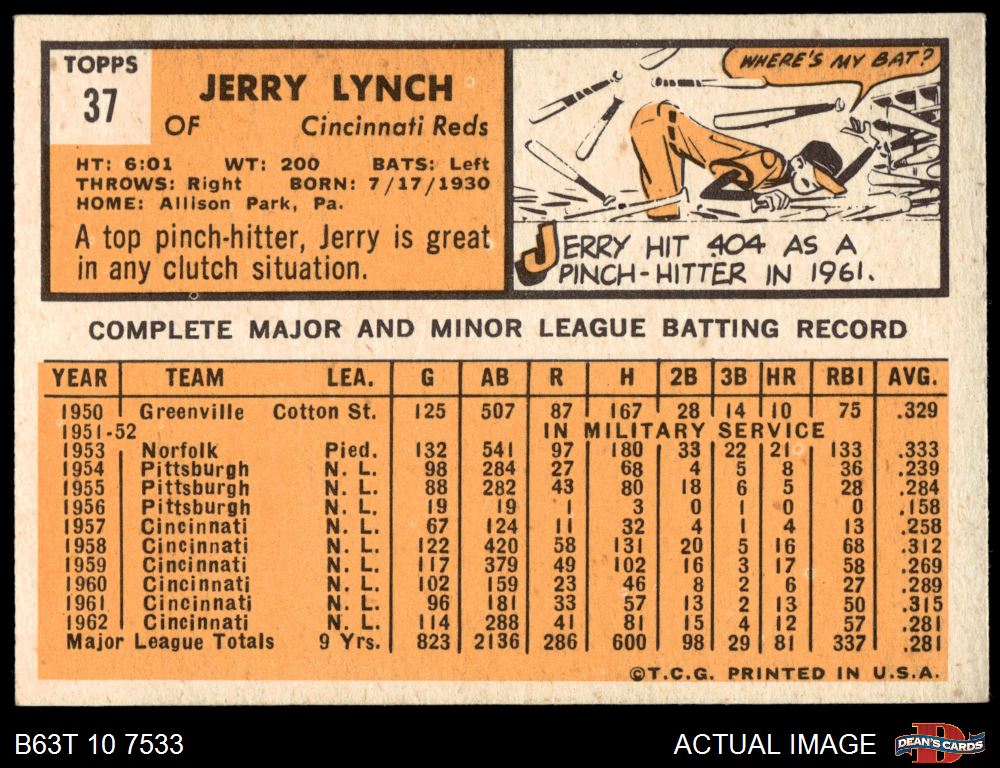 TOPPS
37
JERRY LYNCH
OF Cincinnati Reds
HT: 6:01 WT: 200 BATS: Left
THROWS: Right BORN: 7/17/1930
HOME: Allison Park, Pa.
A top pinch-hitter, Jerry is great
in any clutch situation.
WHERE'S MY BAT?
JERRY HIT .404 AS A
PINCH-HITTER IN 1961.
COMPLETE MAJOR AND MINOR LEAGUE BATTING RECORD
YEAR TEAM LEA. G AB R H 2B 3B HR RBI AVG.
1950 Greenville Cotton St. 125 507 87 167 28 14 10 75 .329
1951-52 IN MILITARY SERVICE
1953 Norfolk Pied. 132 541 97 180 33 22 21 133 .333
1954 Pittsburgh N. L. 98 284 27 68 4 5 8 36 .239
1955 Pittsburgh N. L. 88 282 43 80 18 6 5 28 .284
1956 Pittsburgh N. L. 19 19 1 3 0 1 0 0 .158
1957 Cincinnati N. L. 67 124 11 32 4 1 4 13 .258
1958 Cincinnati N. L. 122 420 58 131 20 5 16 68 .312
1959 Cincinnati N. L. 117 379 49 102 16 3 17 58 .269
1960 Cincinnati N. L. 102 159 23 46 8 2 6 27 .289
1961 Cincinnati N. L. 96 181 33 57 13 2 13 50 .315
1962 Cincinnati N. L. 114 288 41 81 15 4 12 57 .281
Major League Totals 9 Yrs. 823 2136 286 600 98 29 81 337 .281
©T.C.G. PRINTED IN U.S.A.
B63T 10 7533
ACTUAL IMAGE
D
DEAN'S CARDS